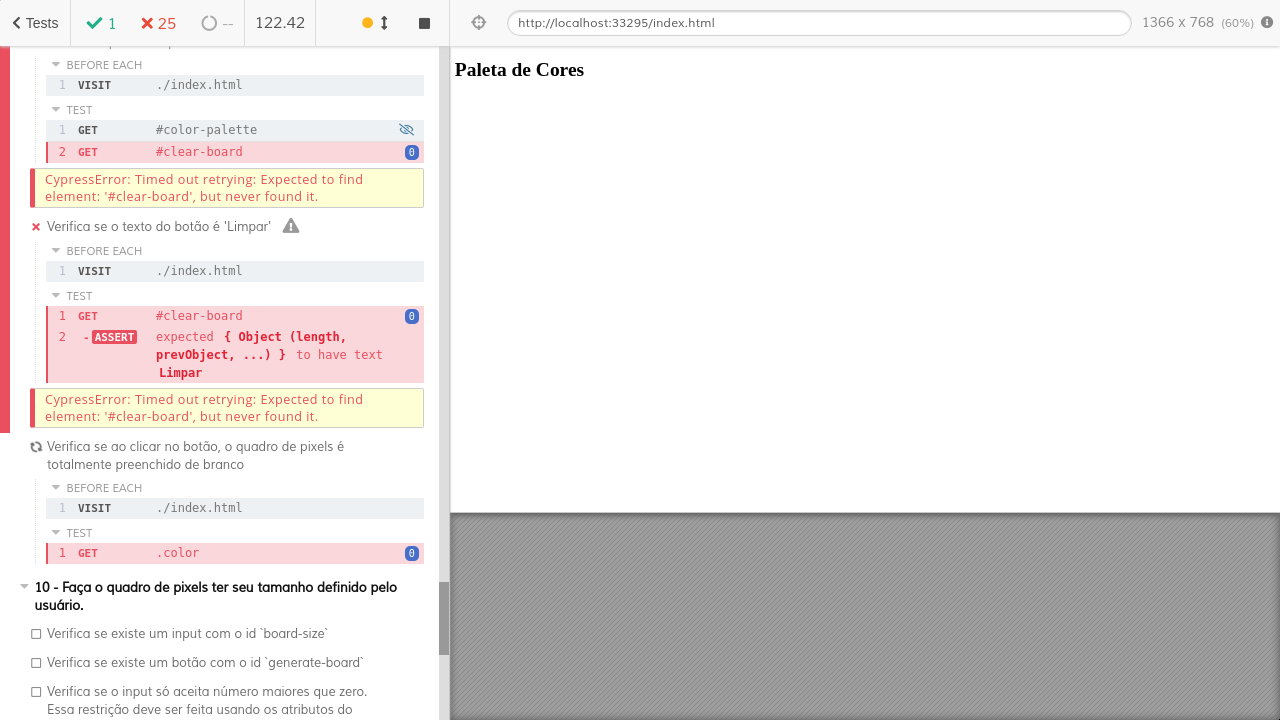 Tests
1
25
--
122.42
http://localhost:33295/index.html
1366 x 768 (60%)
BEFORE EACH
1 VISIT ./index.html
TEST
1 GET #color-palette
2 GET #clear-board 0
CypressError: Timed out retrying: Expected to find
element: '#clear-board', but never found it.
Verifica se o texto do botão é 'Limpar'
BEFORE EACH
1 VISIT ./index.html
TEST
1 GET #clear-board 0
2 -ASSERT expected { Object (length,
prevObject, ...) } to have text
Limpar
CypressError: Timed out retrying: Expected to find
element: '#clear-board', but never found it.
Verifica se ao clicar no botão, o quadro de pixels é
totalmente preenchido de branco
BEFORE EACH
1 VISIT ./index.html
TEST
1 GET .color 0
10 - Faça o quadro de pixels ter seu tamanho definido pelo
usuário.
Verifica se existe um input com o id `board-size`
Verifica se existe um botão com o id `generate-board`
Verifica se o input só aceita número maiores que zero.
Essa restrição deve ser feita usando os atributos do
Paleta de Cores